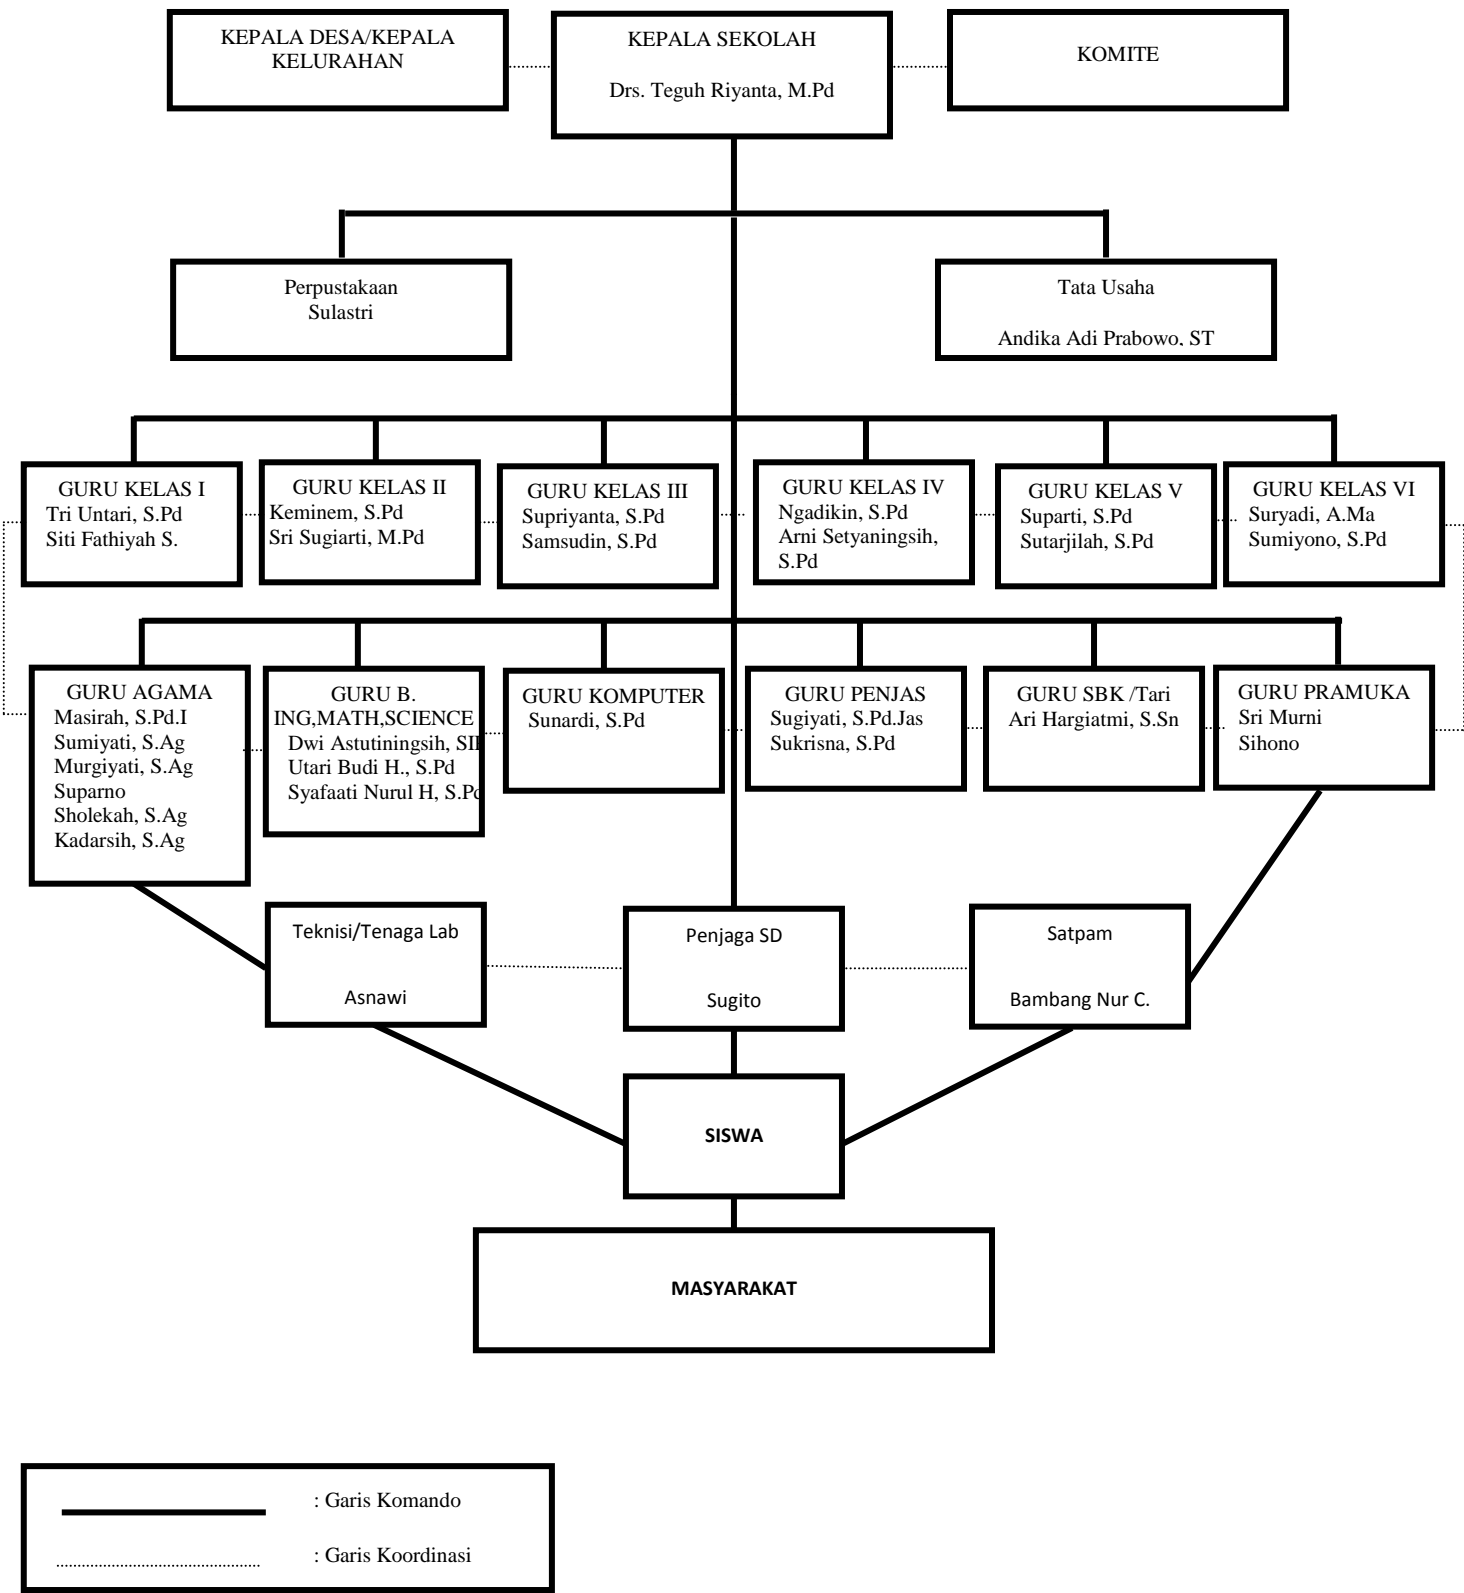 KEPALA DESA/KEPALA
KELURAHAN
KEPALA SEKOLAH
Drs. Teguh Riyanta, M.Pd
KOMITE
Perpustakaan
Sulastri
Tata Usaha
Andika Adi Prabowo, ST
GURU KELAS I
Tri Untari, S.Pd
Siti Fathiyah S.
GURU KELAS II
Keminem, S.Pd
Sri Sugiarti, M.Pd
GURU KELAS III
Supriyanta, S.Pd
Samsudin, S.Pd
GURU KELAS IV
Ngadikin, S.Pd
Arni Setyaningsih,
S.Pd
GURU KELAS V
Suparti, S.Pd
Sutarjilah, S.Pd
GURU KELAS VI
Suryadi, A.Ma
Sumiyono, S.Pd
GURU AGAMA
Masirah, S.Pd.I
Sumiyati, S.Ag
Murgiyati, S.Ag
Suparno
Sholekah, S.Ag
Kadarsih, S.Ag
GURU B.
ING,MATH,SCIENCE
Dwi Astutiningsih,
Utari Budi H., S.Pd
Syafaati Nurul H, S.Pd
GURU KOMPUTER
Sunardi, S.Pd
GURU PENJAS
Sugiyati, S.Pd.Jas
Sukrisna, S.Pd
GURU SBK /Tari
Ari Hargiatmi, S.Sn
GURU PRAMUKA
Sri Murni
Sihono
Teknisi/Tenaga Lab
Asnawi
Penjaga SD
Sugito
Satpam
Bambang Nur C.
SISWA
MASYARAKAT
: Garis Komando
: Garis Koordinasi